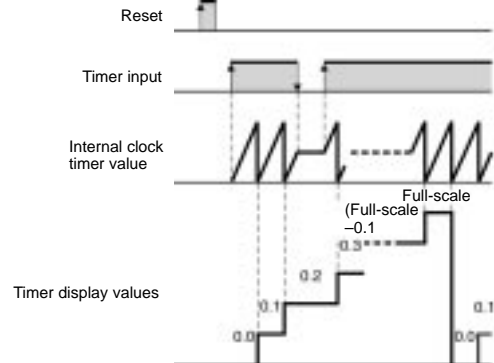 Reset
Timer input
Internal clock
timer value
Full-scale
(Full-scale
–0.1
0.3
0.2
Timer display values
0.1
0.1
0.0
0.0